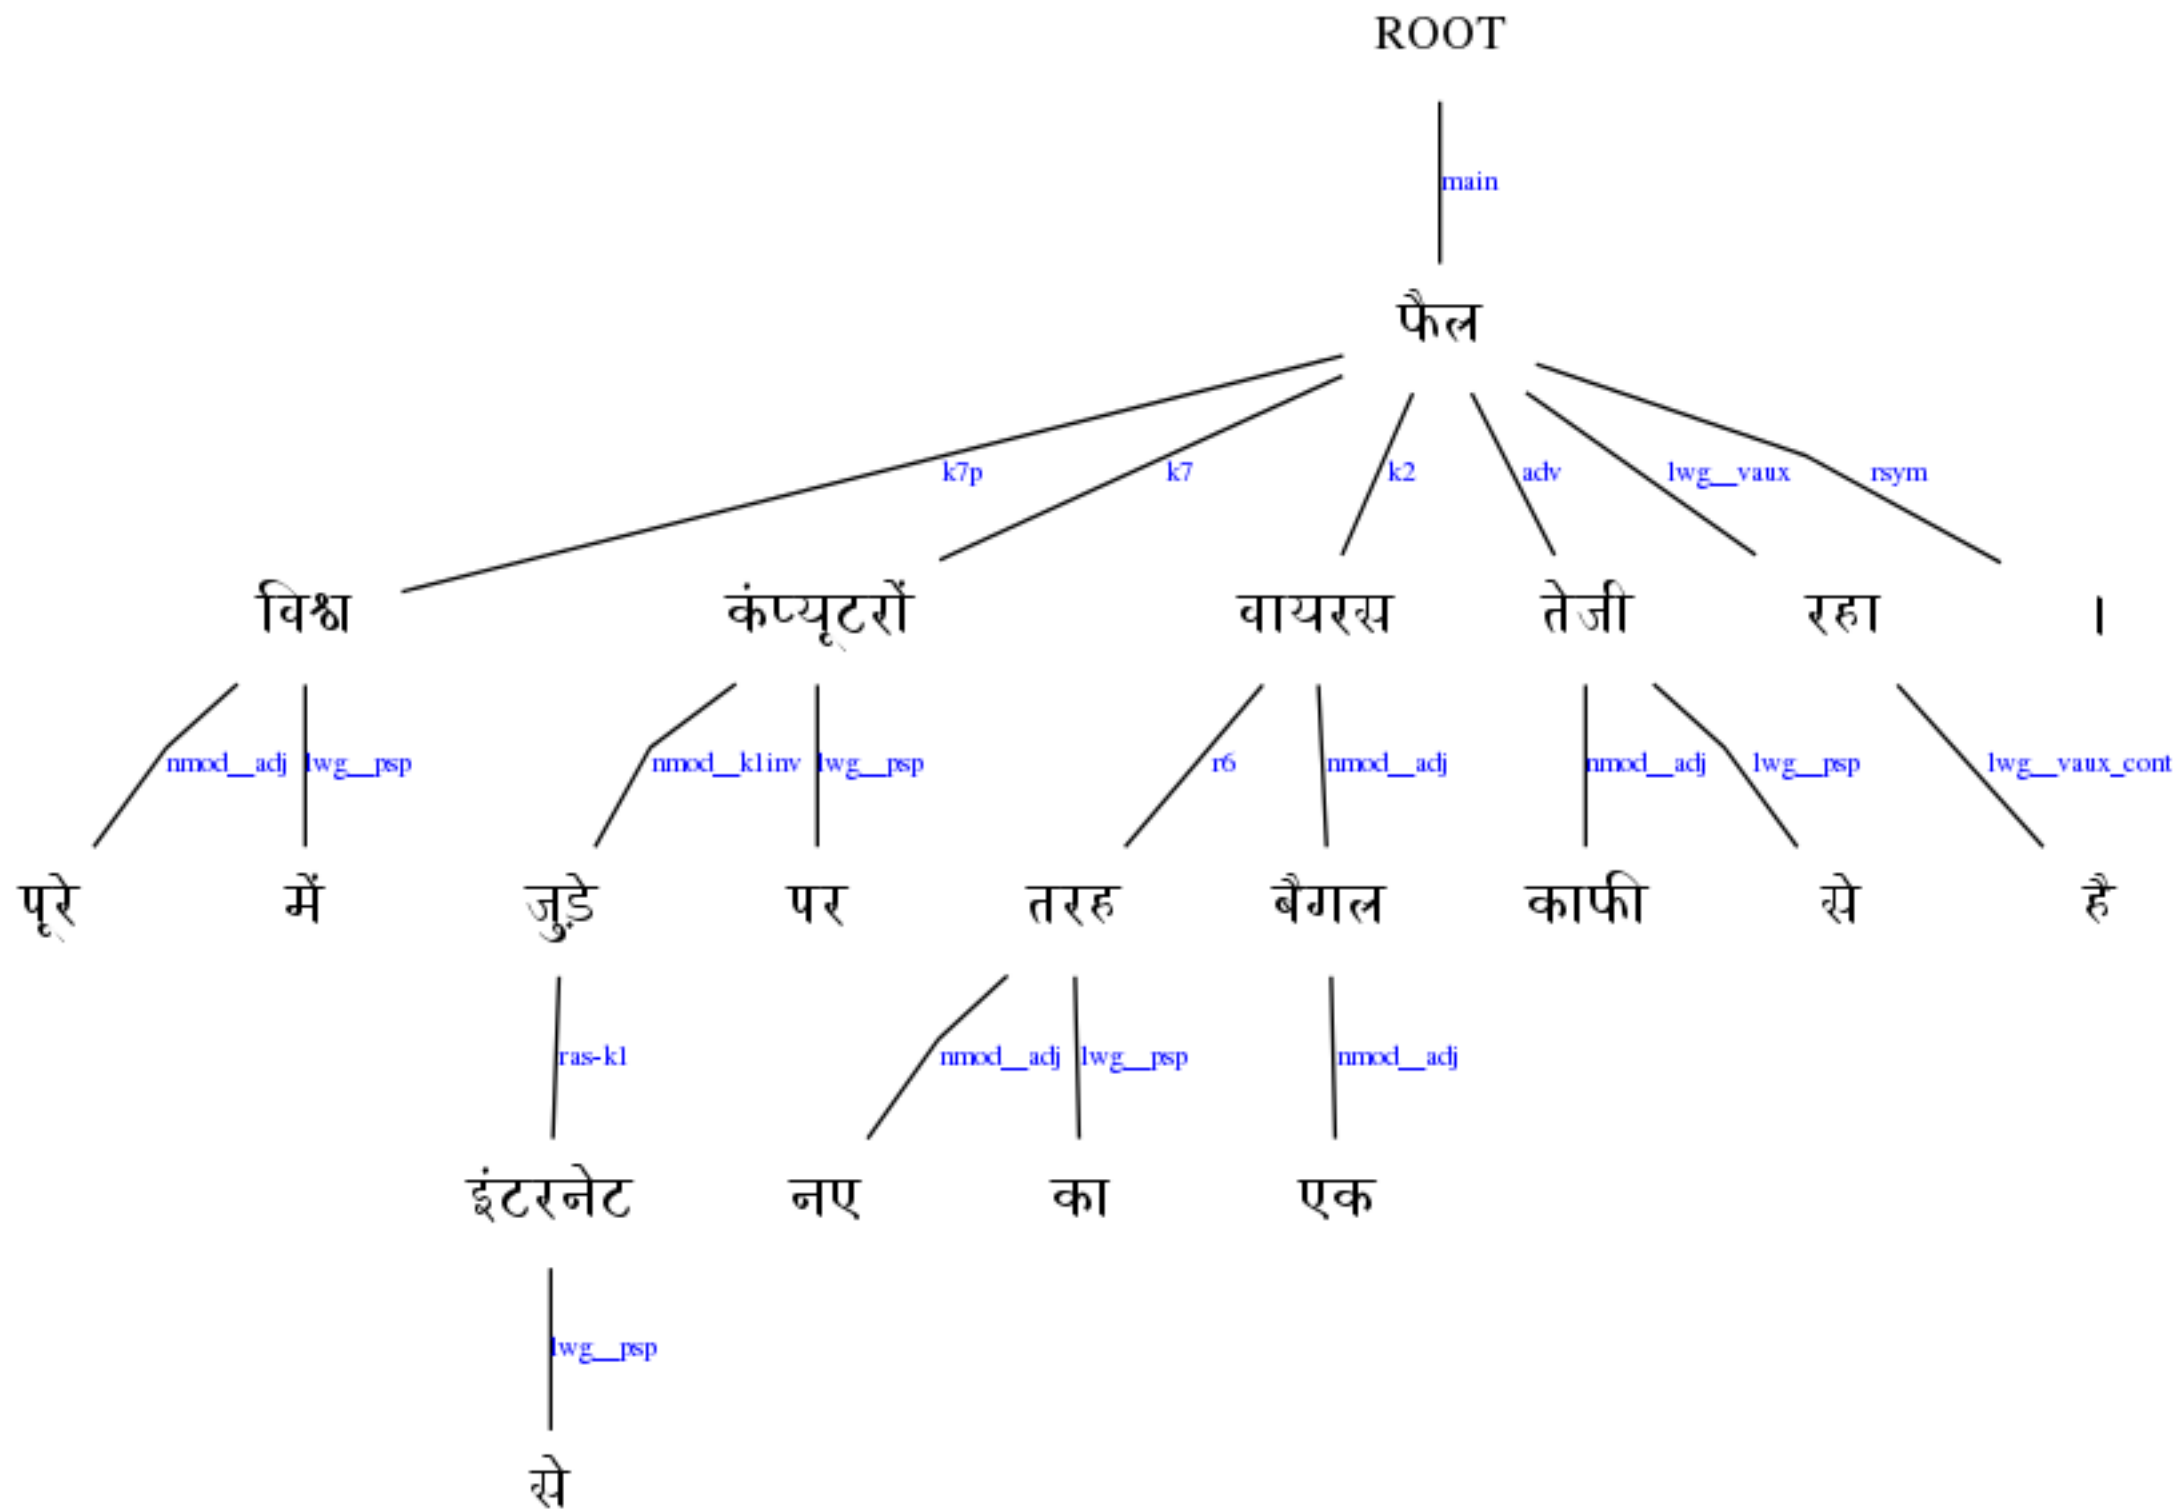 ROOT
main
फैल
k7p k7 k2 adv lwg__vaux rsym
विश्व कंप्यूटरों वायरस तेजी रहा ।
nmod__adj lwg__psp nmod__k1inv lwg__psp r6 nmod__adj nmod__adj lwg__psp lwg__vaux_cont
पूरे में जुड़े पर तरह बैगल काफी से है
ras-k1 nmod__adj lwg__psp nmod__adj
इंटरनेट नए का एक
lwg__psp
से